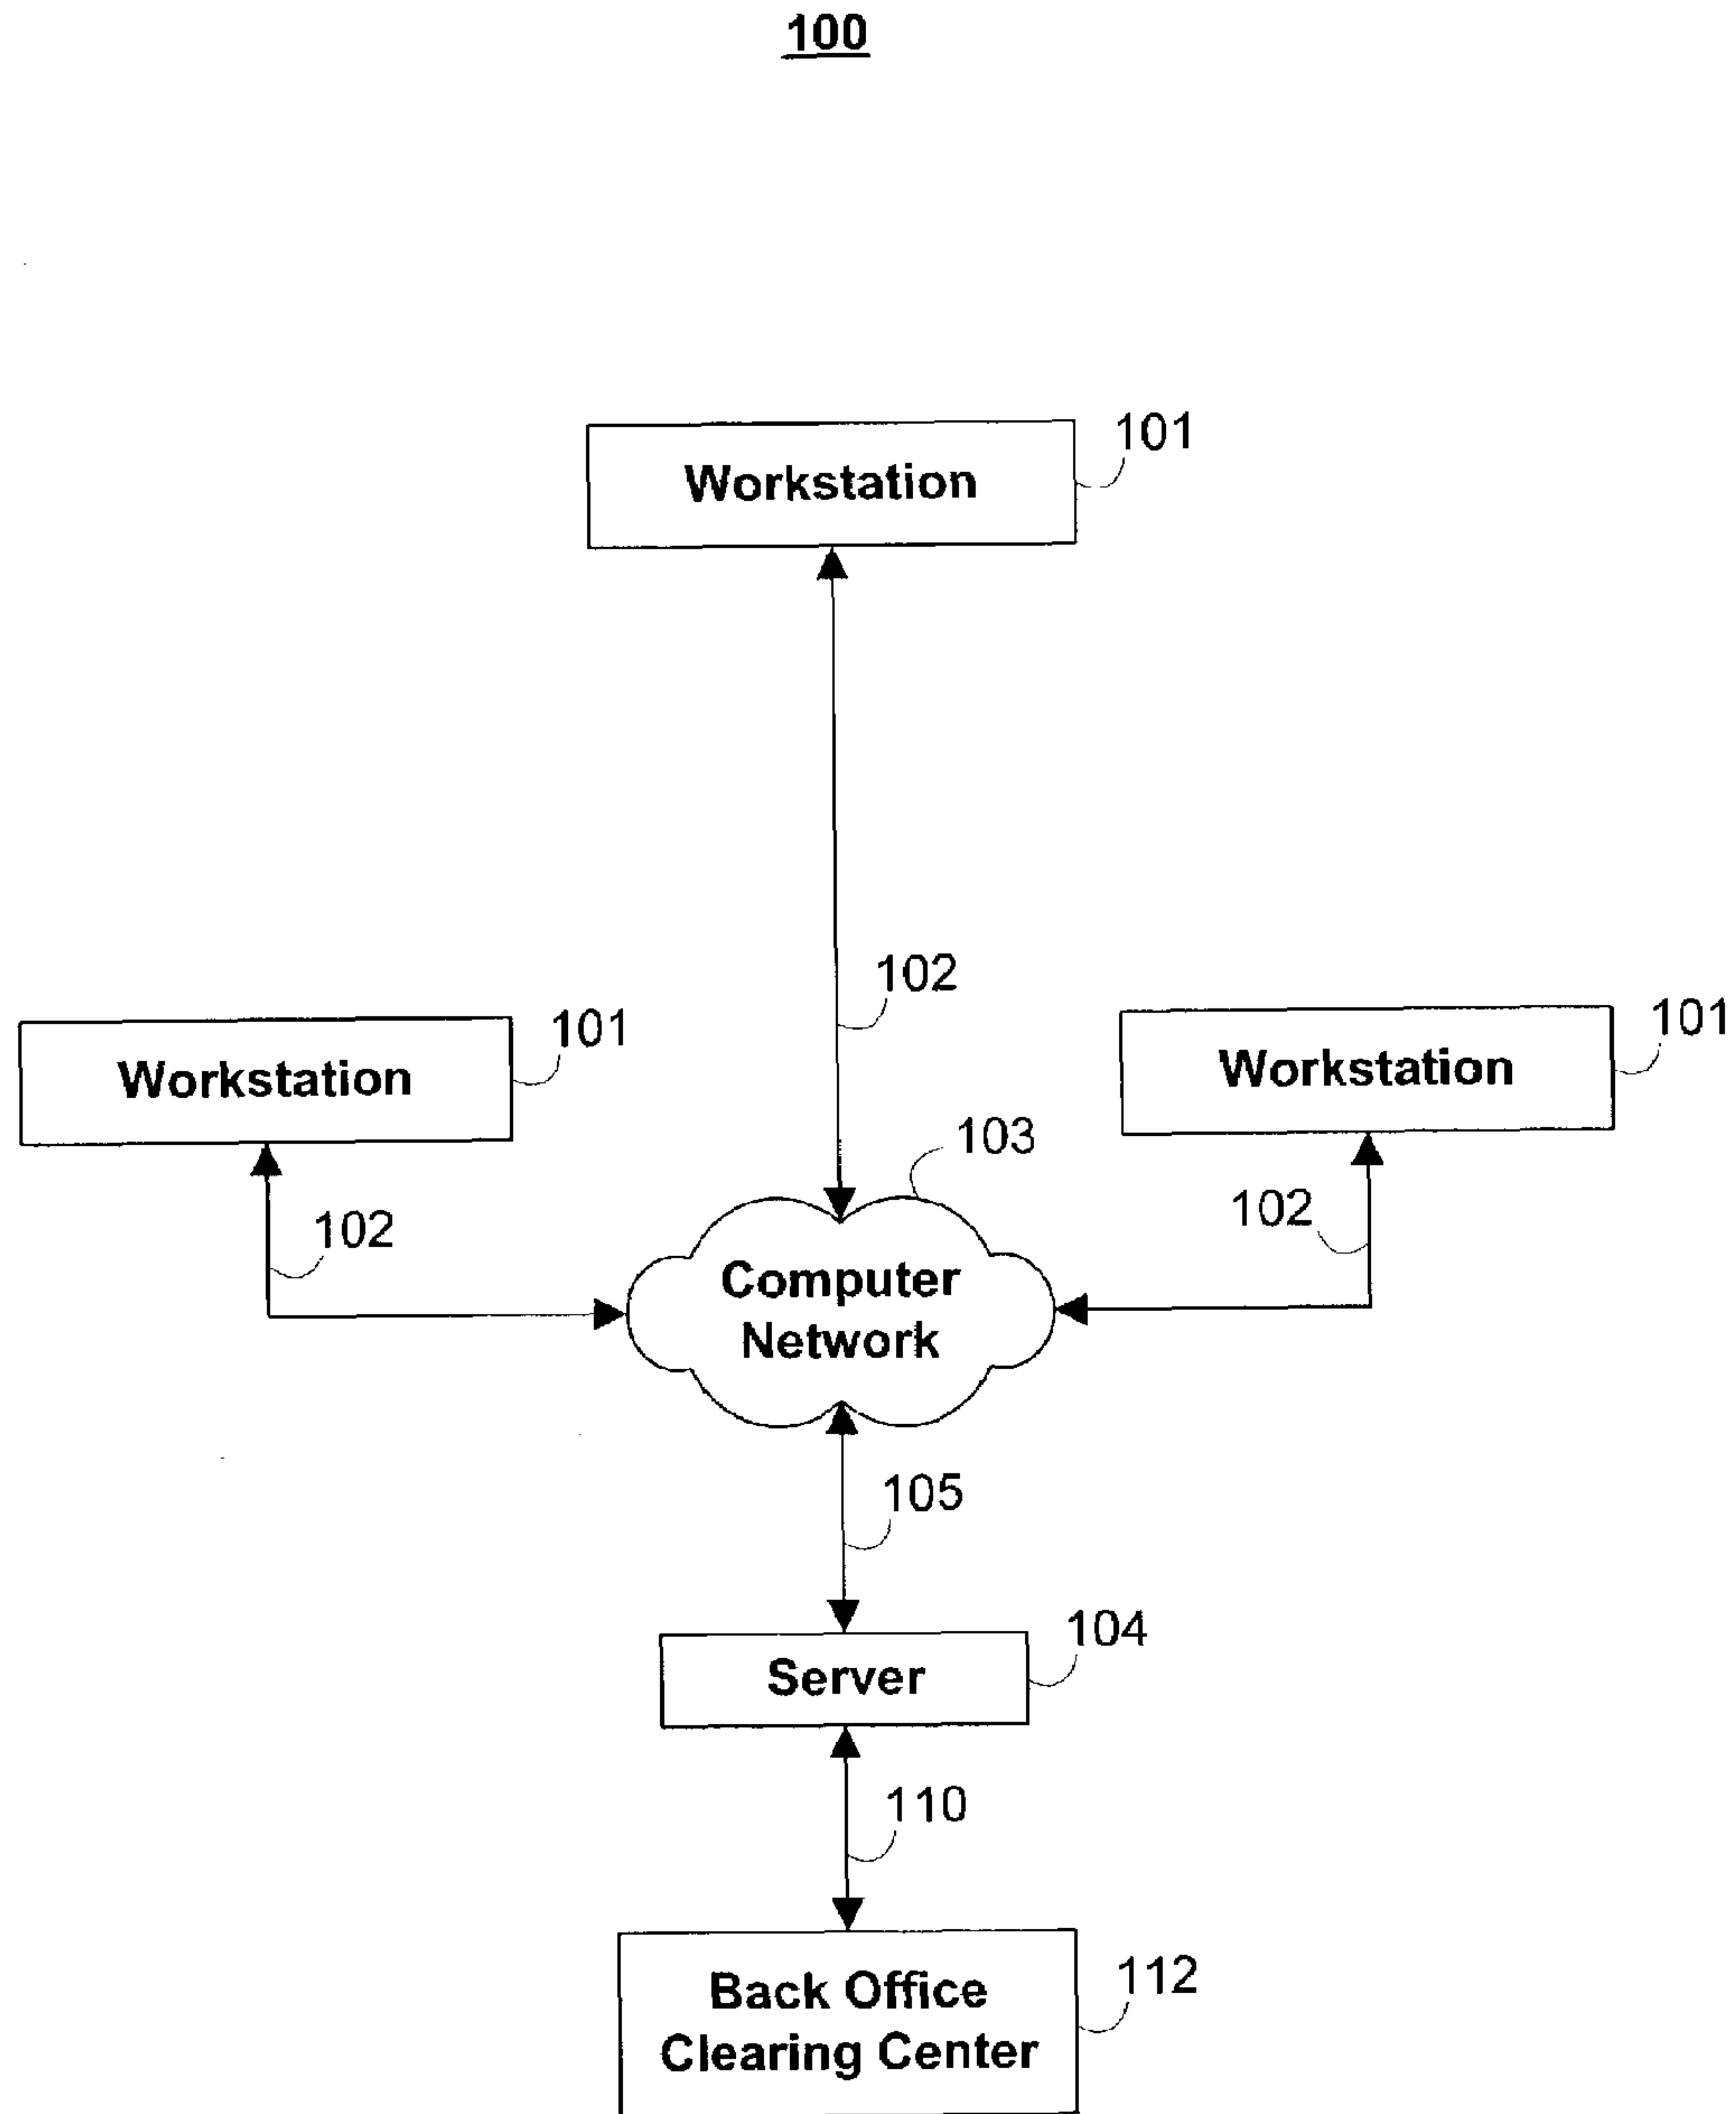 100
101
Workstation
102
101
Workstation
101
Workstation
103
102
102
Computer
Network
105
104
Server
110
112
Back Office
Clearing Center